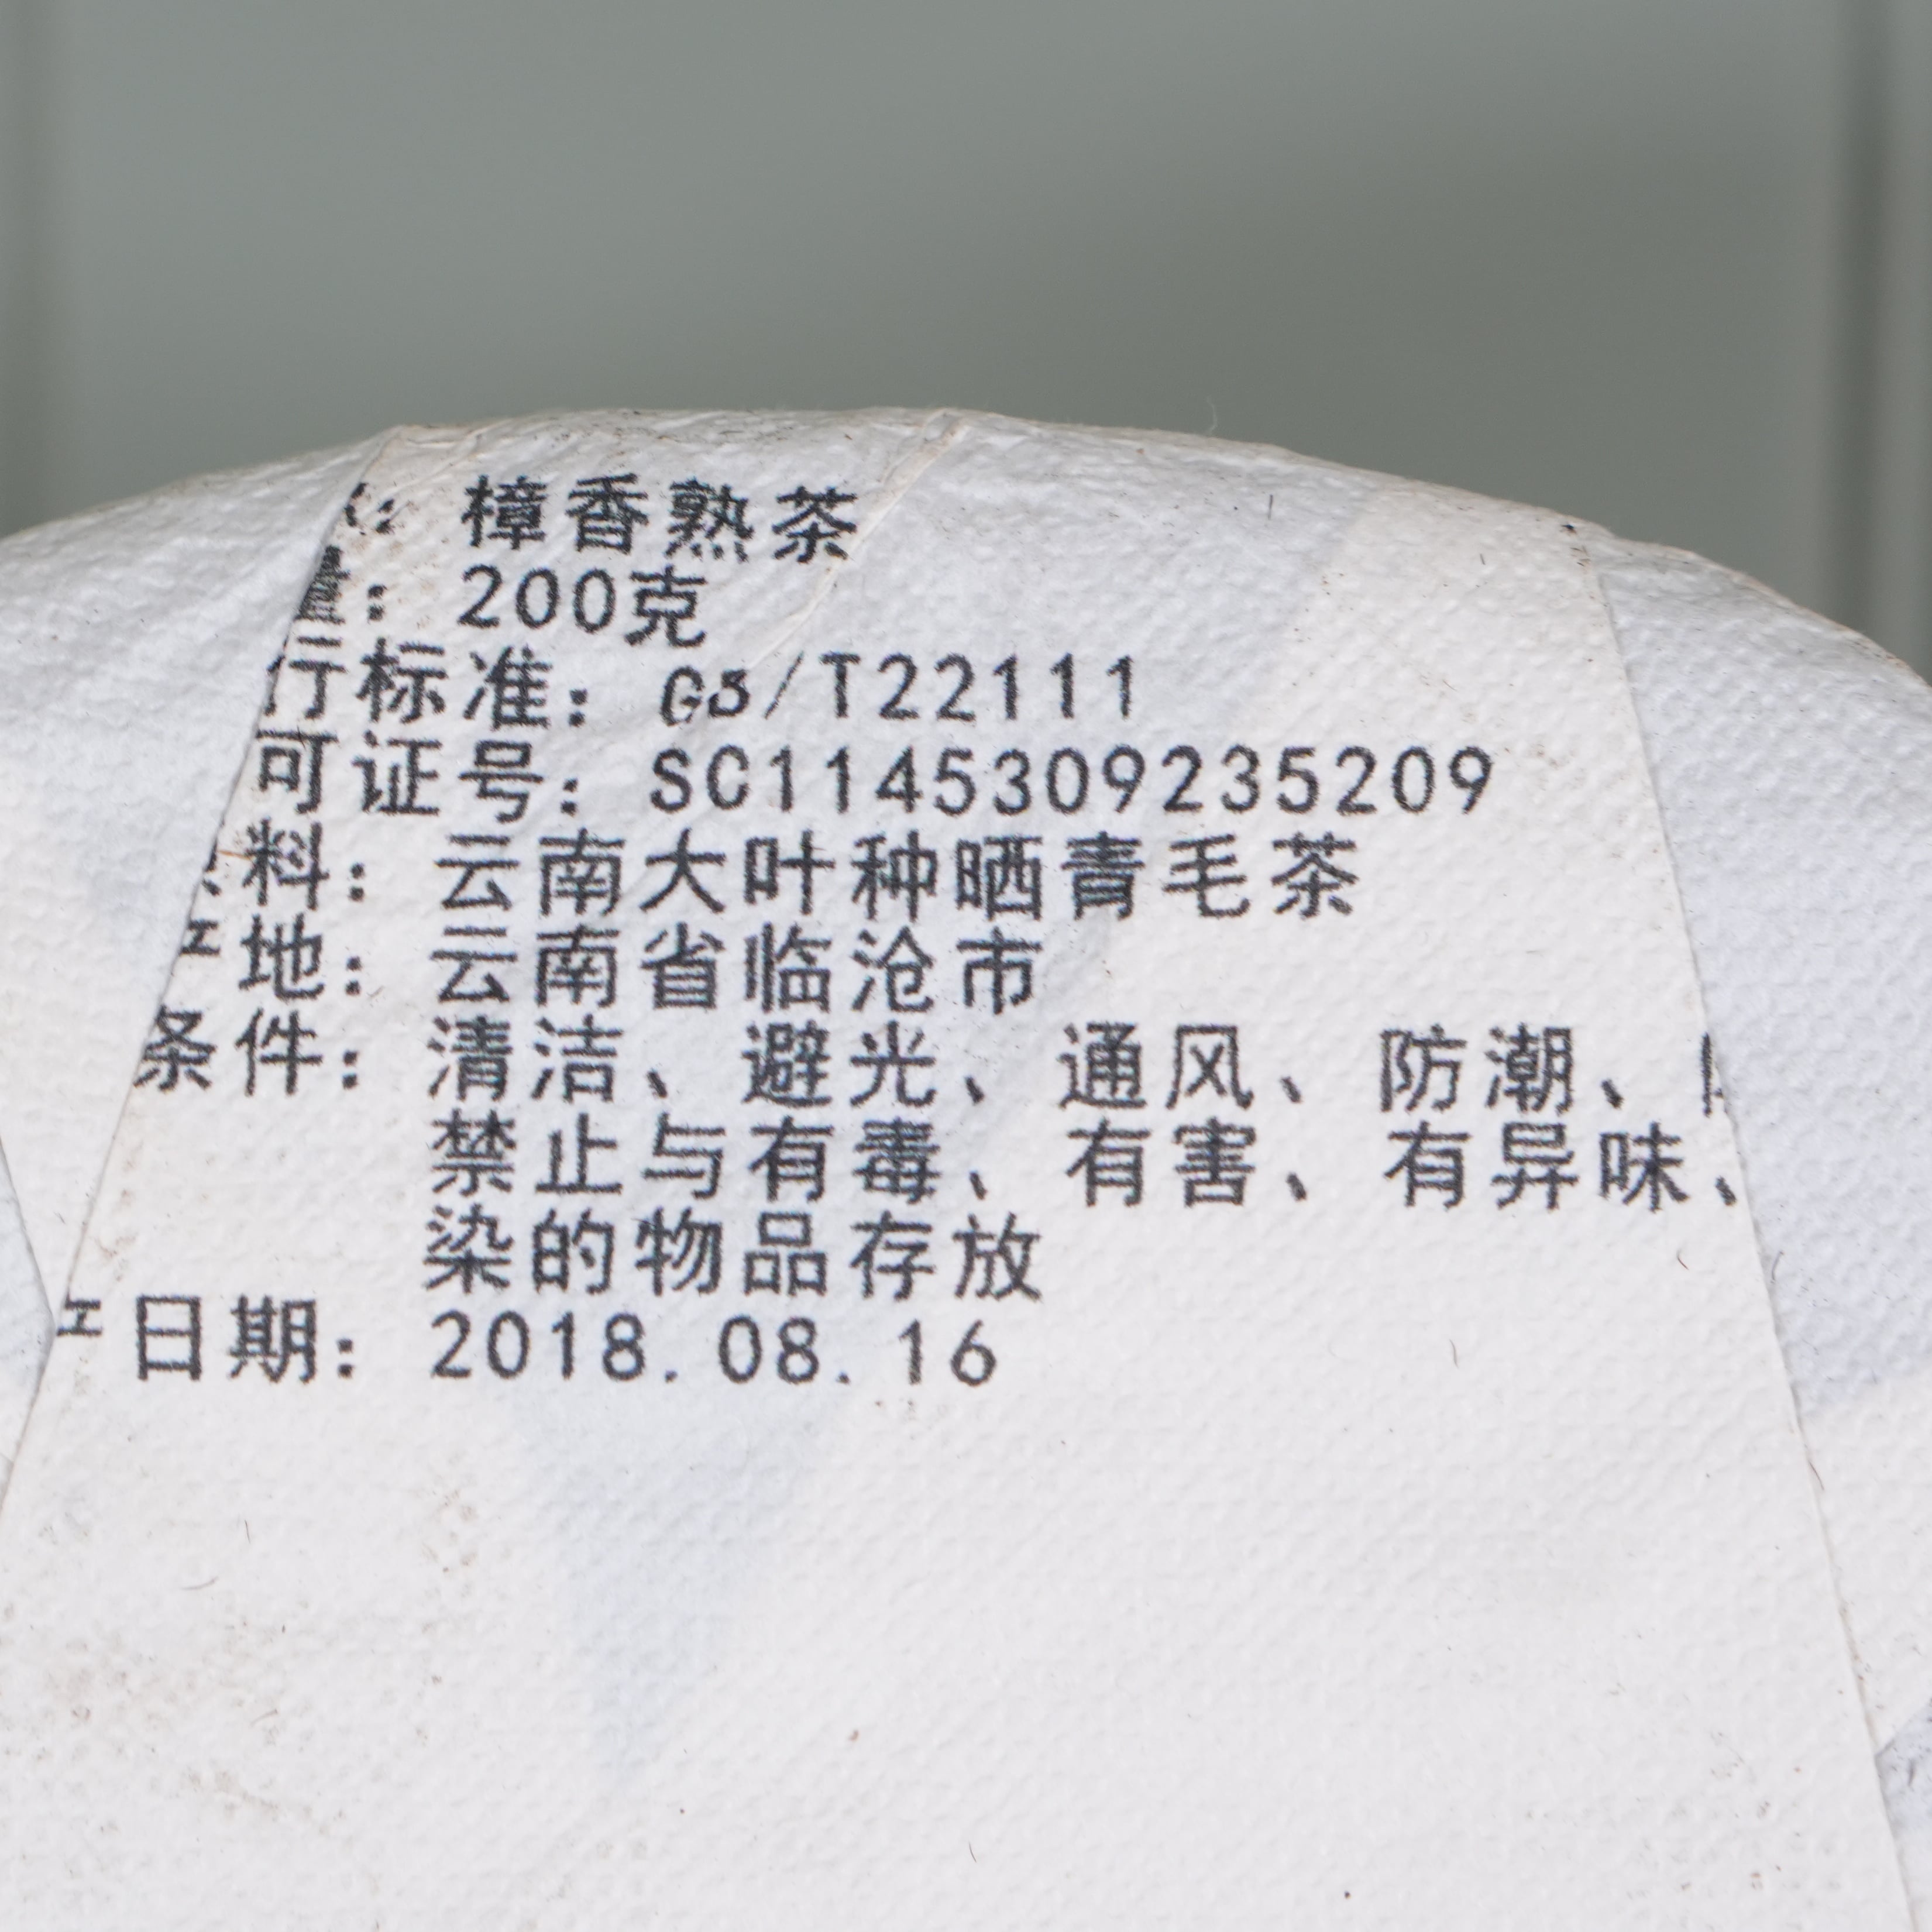 ：樟香熟茶
量：200克
行标准：GB/T22111
可证号：SC1145309235209
料：云南大叶种晒青毛茶
地：云南省临沧市
条件：清洁、避光、通风、防潮、
禁止与有毒、有害、有异味、
染的物品存放
日期：2018.08.16